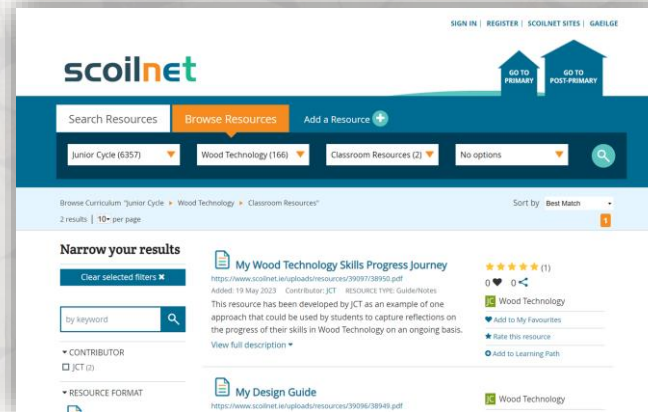 SIGN IN | REGISTER | SCOILNET SITES | GAEILGE
scoilnet
GO TO PRIMARY
GO TO POST-PRIMARY
Search Resources
Browse Resources
Add a Resource
Junior Cycle (6357)
Wood Technology (166)
Classroom Resources (2)
No options
Browse Curriculum "Junior Cycle ▸ Wood Technology ▸ Classroom Resources"
Sort by Best Match
2 results | 10 per page
1
Narrow your results
Clear selected filters ✖
by keyword
CONTRIBUTOR
JCT (2)
RESOURCE FORMAT
My Wood Technology Skills Progress Journey
https://www.scoilnet.ie/uploads/resources/39097/38950.pdf
Added: 19 May 2023 Contributor: JCT RESOURCE TYPE: Guide/Notes
This resource has been developed by JCT as an example of one
approach that could be used by students to capture reflections on
the progress of their skills in Wood Technology on an ongoing basis.
View full description
(1)
0 0
JC Wood Technology
Add to My Favourites
Rate this resource
Add to Learning Path
My Design Guide
https://www.scoilnet.ie/uploads/resources/39096/38949.pdf
JC Wood Technology